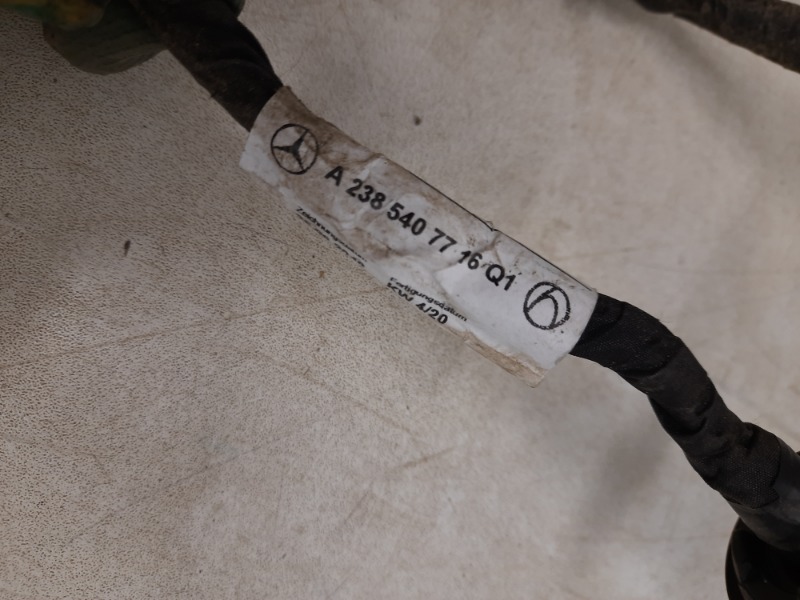 A 238 540 77 16 Q1
Fertigungsdatum
KW 4/20